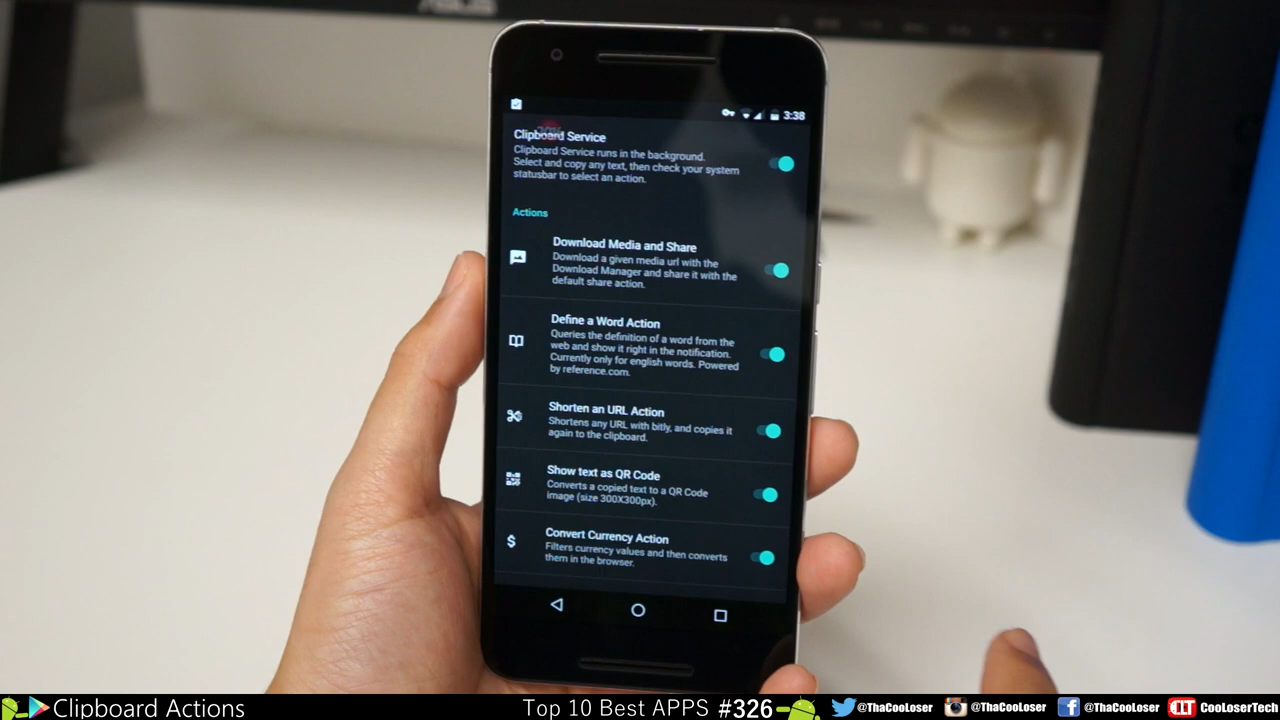 ASUS
3:38
Clipboard Service
Clipboard Service runs in the background.
Select and copy any text, then check your system
statusbar to select an action.
Actions
Download Media and Share
Download a given media url with the
Download Manager and share it with the
default share action.
Define a Word Action
Queries the definition of a word from the
web and show it right in the notification.
Currently only for english words. Powered
by reference.com.
Shorten an URL Action
Shortens any URL with bitly, and copies it
again to the clipboard.
Show text as QR Code
Converts a copied text to a QR Code
image (size 300X300px).
$
Convert Currency Action
Filters currency values and then converts
them in the browser.
Clipboard Actions
Top 10 Best APPS #326
@ThaCooLoser
@ThaCooLoser
@ThaCooLoser
CLT CooLoserTech